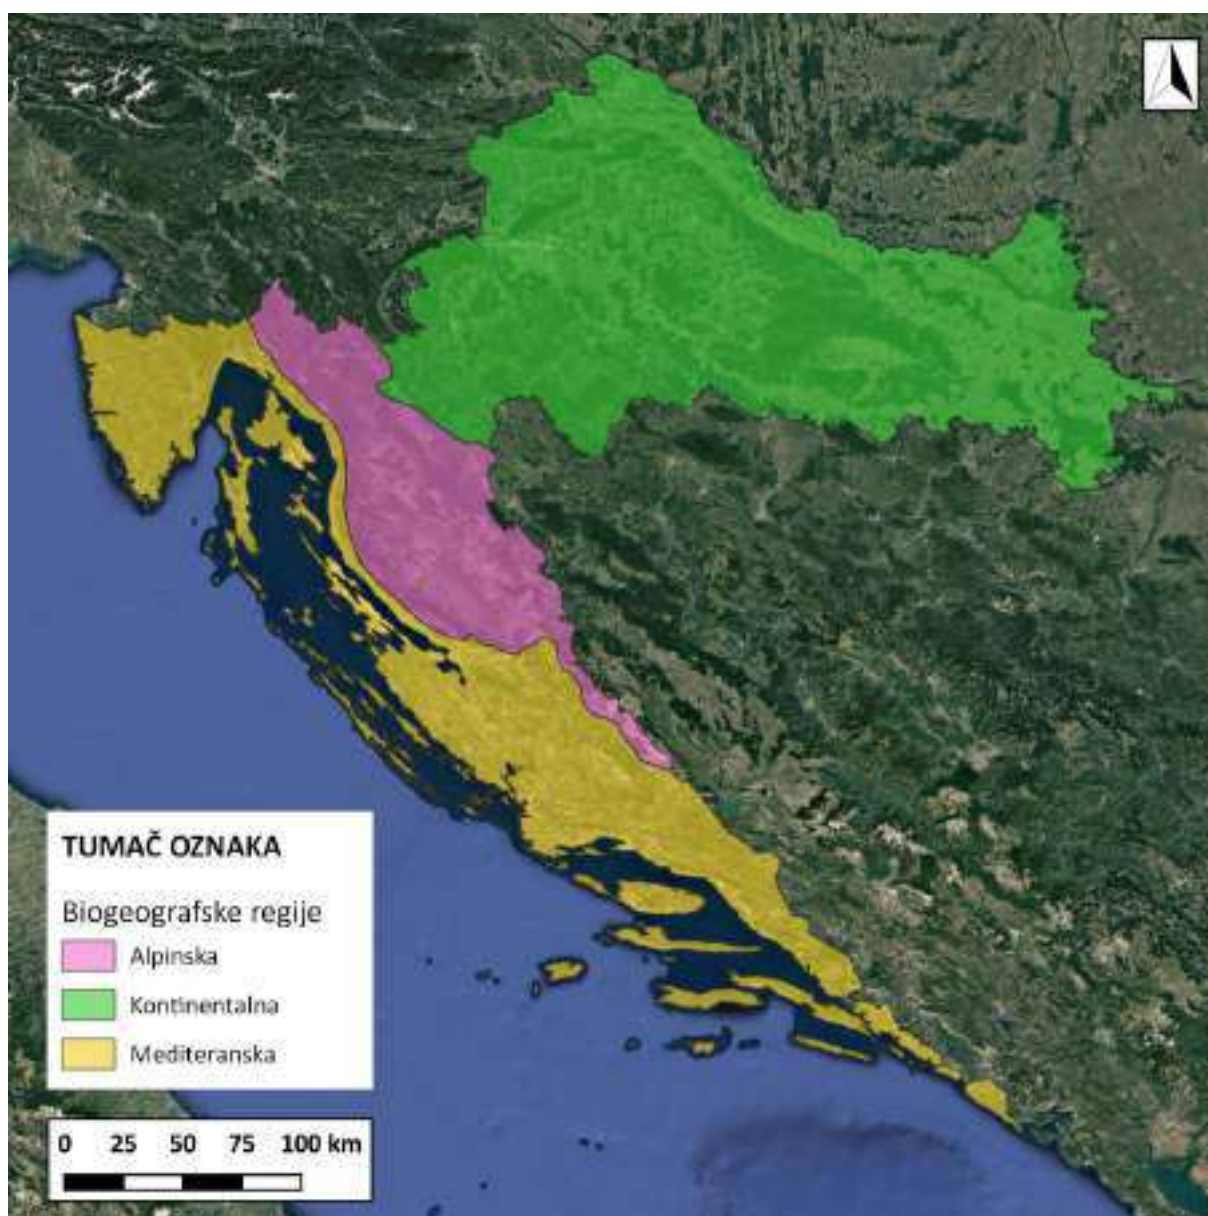 TUMAČ OZNAKA
Biogeografske regije
Alpinska
Kontinentalna
Mediteranska
0 25 50 75 100 km